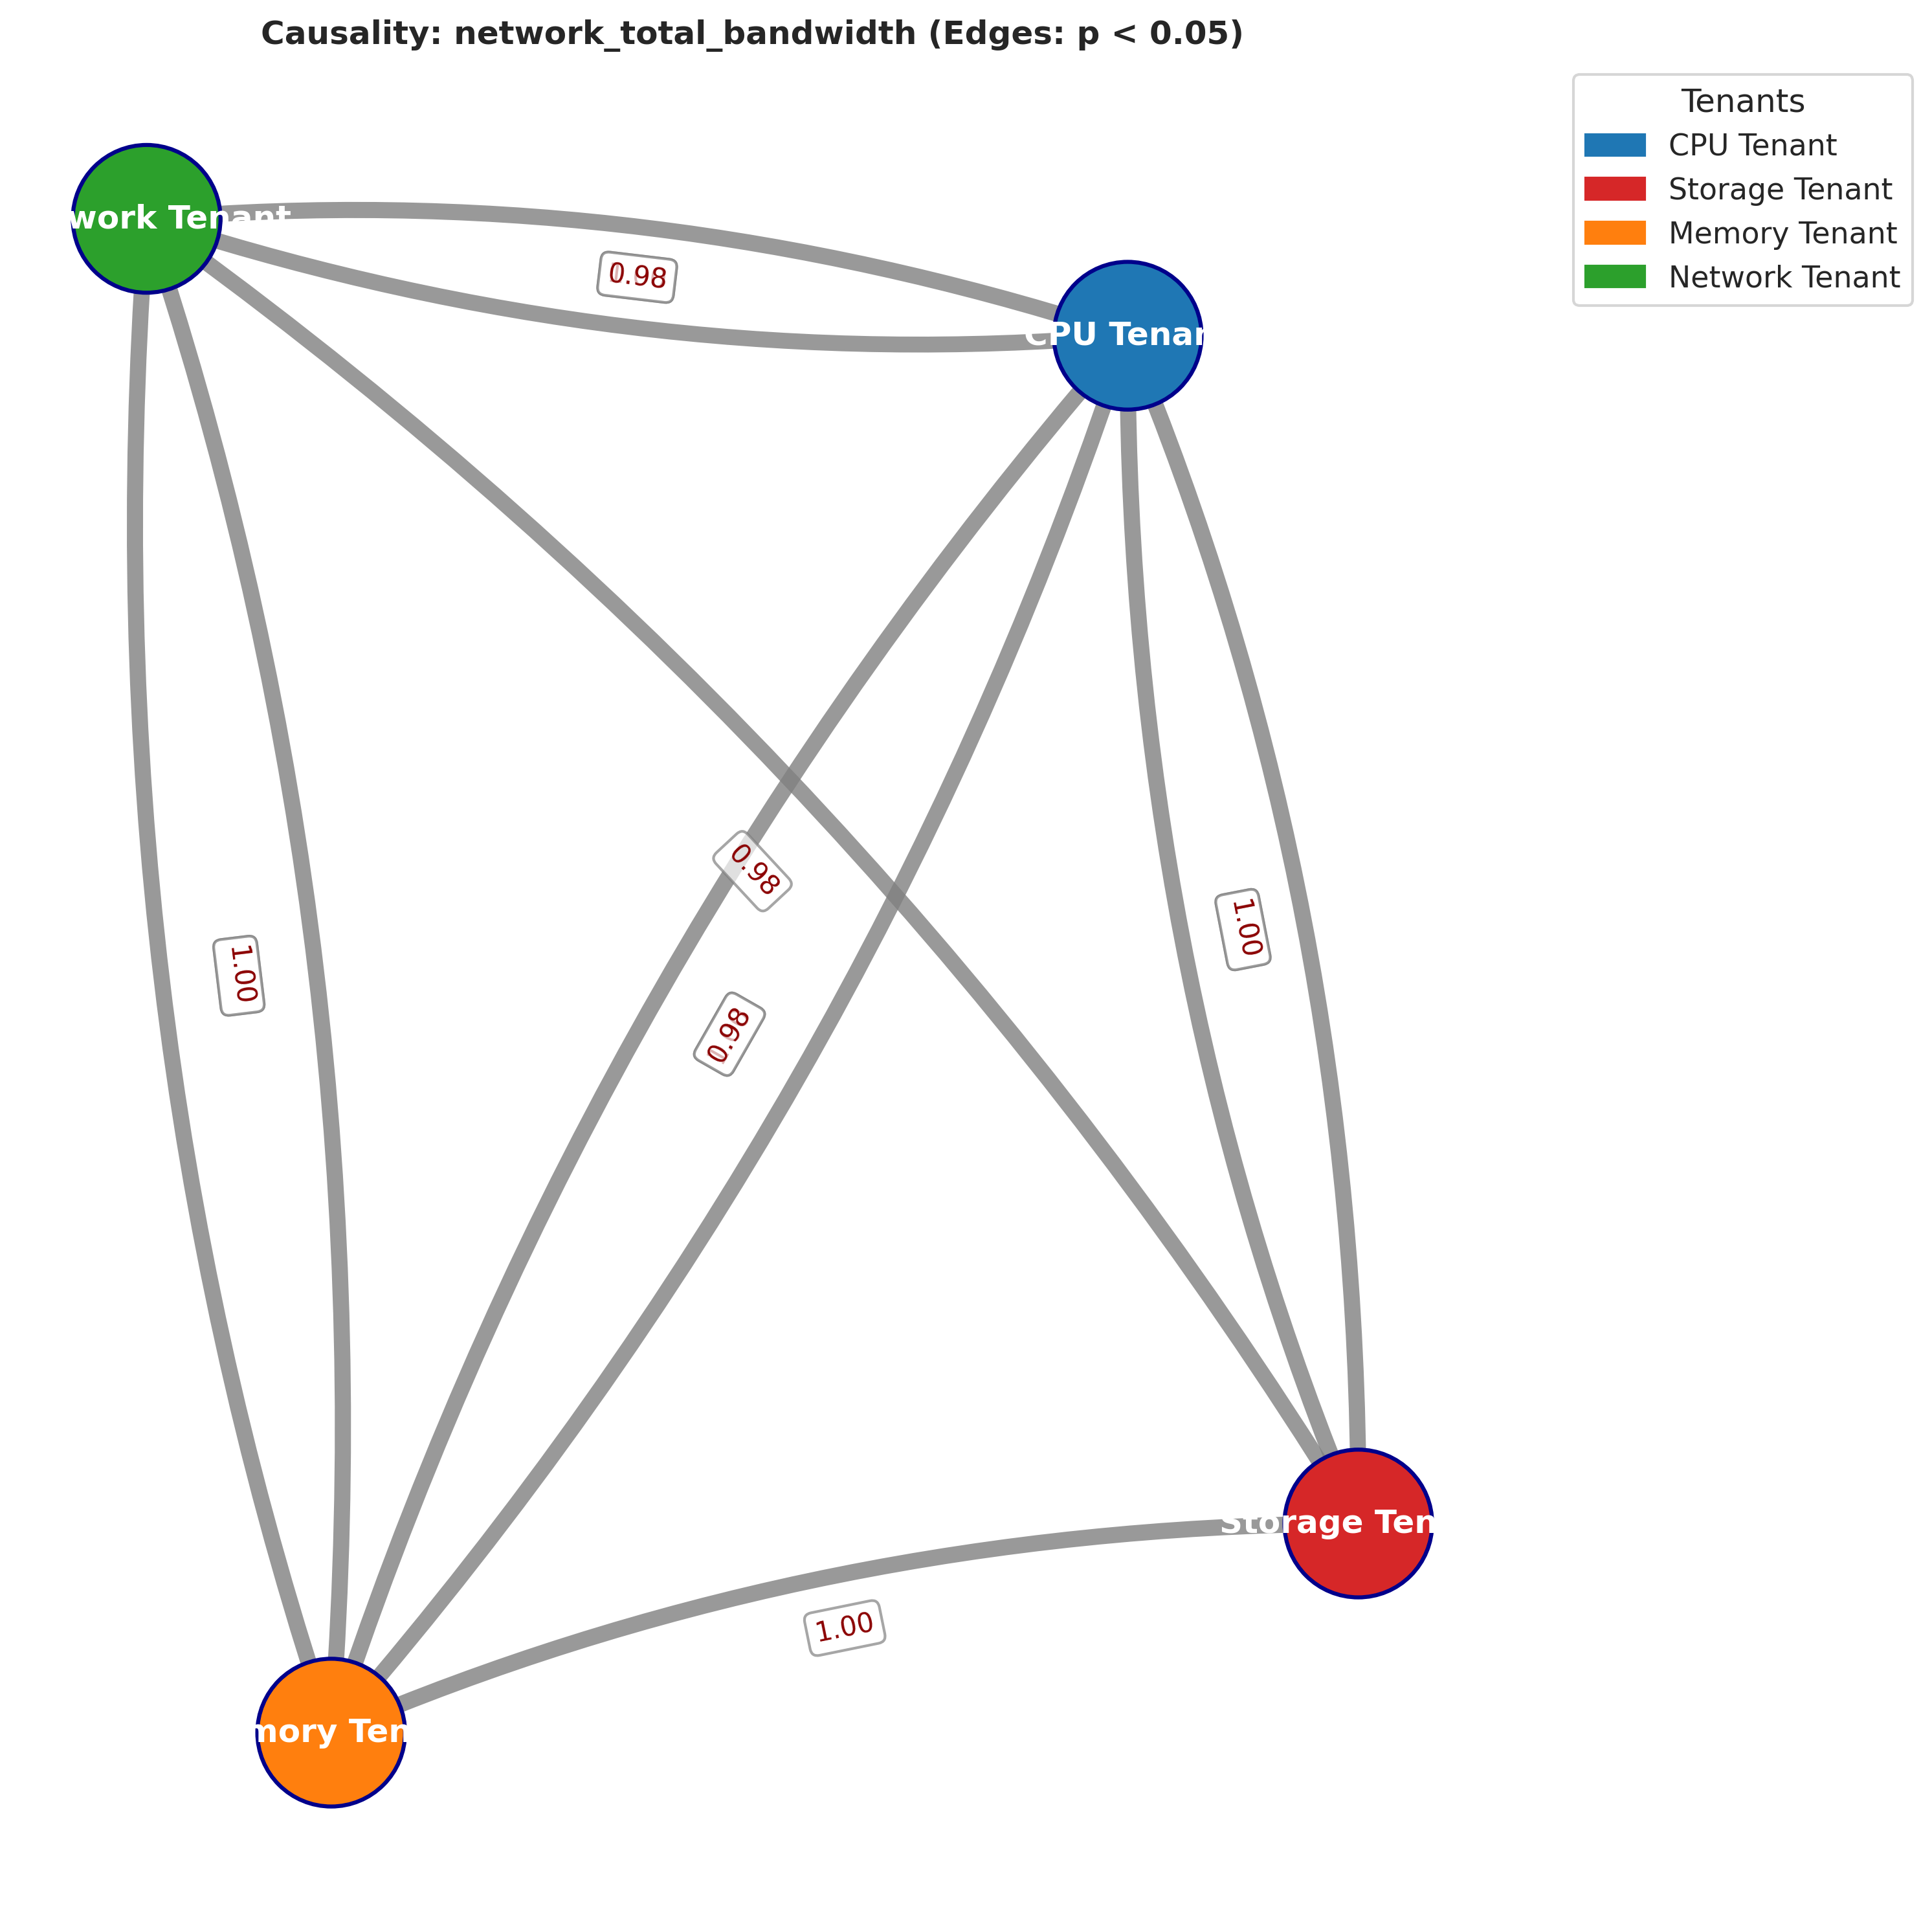 Causality: network_total_bandwidth (Edges: p < 0.05)
Tenants
CPU Tenant
Storage Tenant
Memory Tenant
Network Tenant
work Tenant
0.98
CPU Tenan
0.98
1.00
1.00
0.98
Storage Ten
1.00
mory Ten